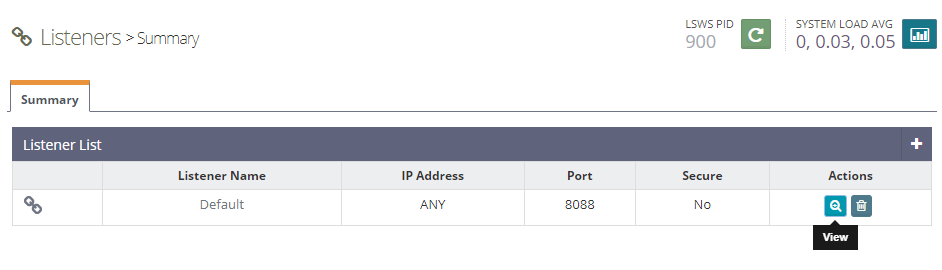 Listeners > Summary
LSWS PID
900
SYSTEM LOAD AVG
0, 0.03, 0.05
Summary
Listener List
Listener Name IP Address Port Secure Actions
Default ANY 8088 No
View